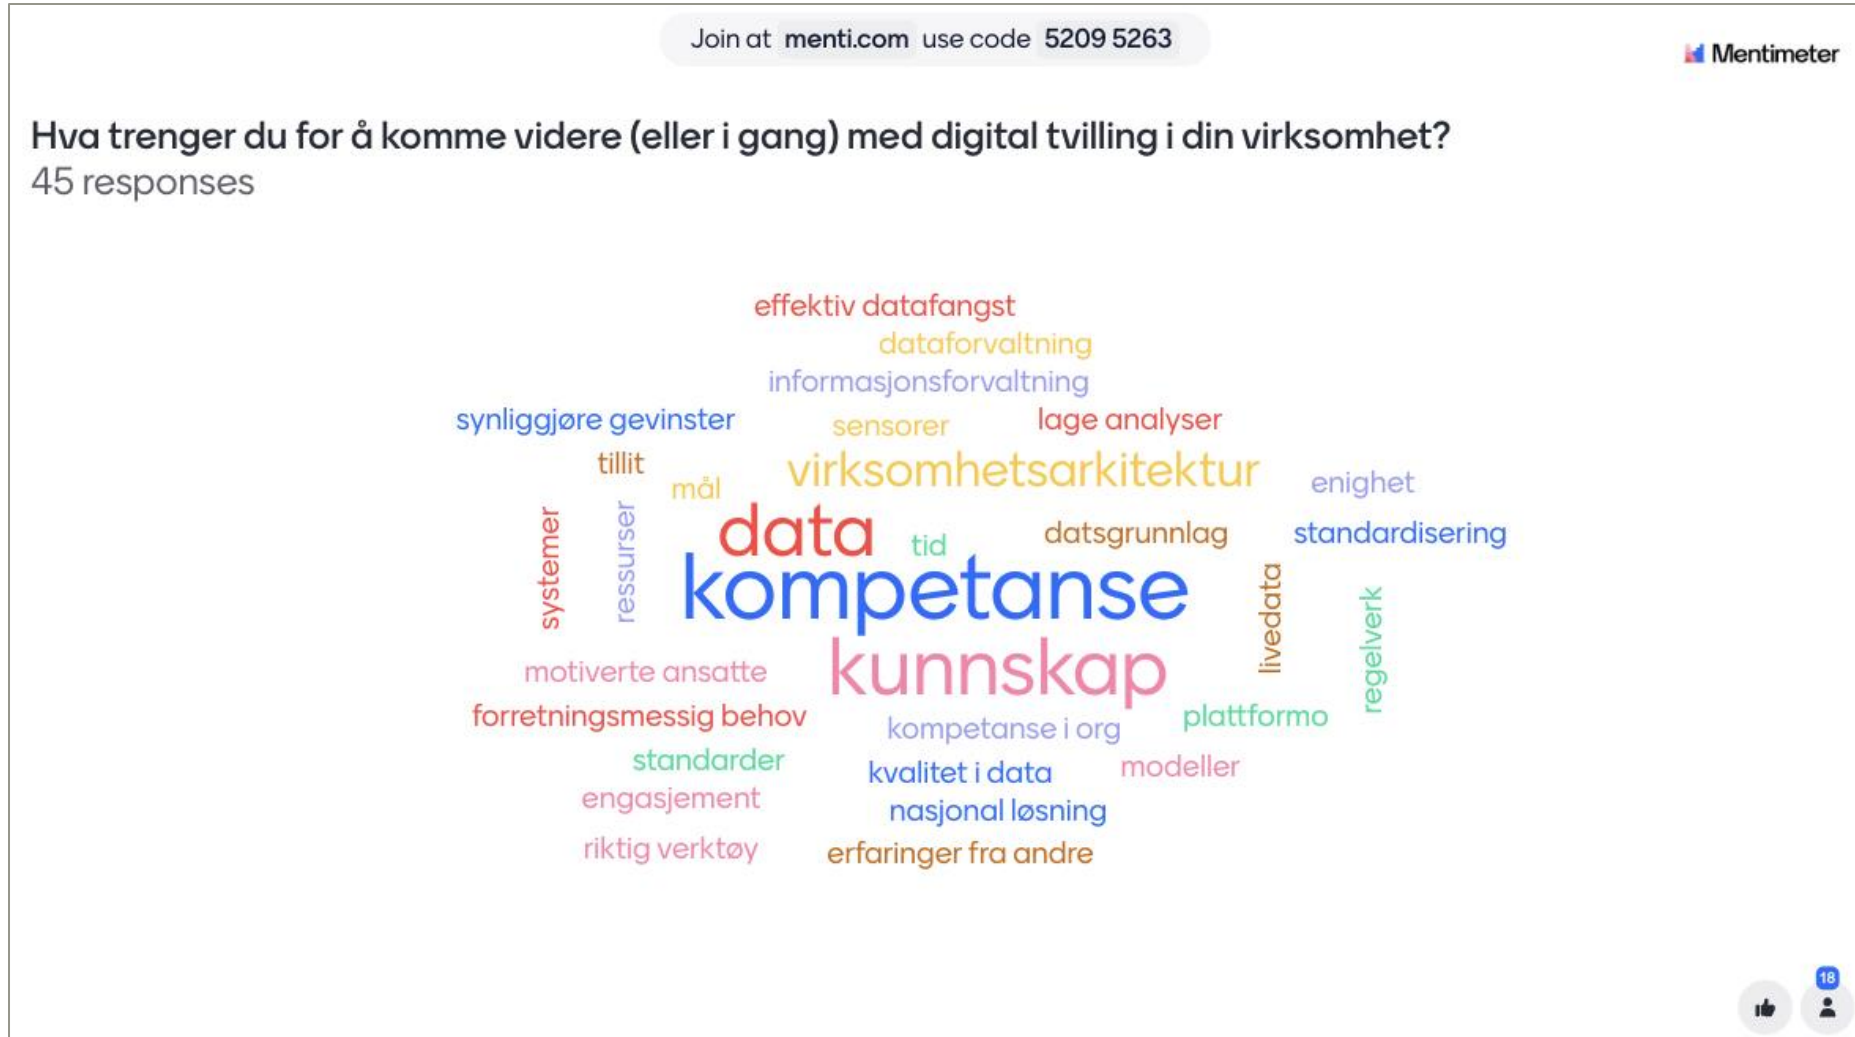 Join at menti.com use code 5209 5263
Mentimeter
Hva trenger du for å komme videre (eller i gang) med digital tvilling i din virksomhet?
45 responses
effektiv datafangst
dataforvaltning
informasjonsforvaltning
synliggjøre gevinster
sensorer
lage analyser
tillit
mål
virksomhetsarkitektur
enighet
systemer
ressurser
data
tid
datsgrunnlag
standardisering
kompetanse
livedata
regelverk
motiverte ansatte
kunnskap
forretningsmessig behov
kompetanse i org
plattformo
standarder
kvalitet i data
modeller
engasjement
nasjonal løsning
riktig verktøy
erfaringer fra andre
18